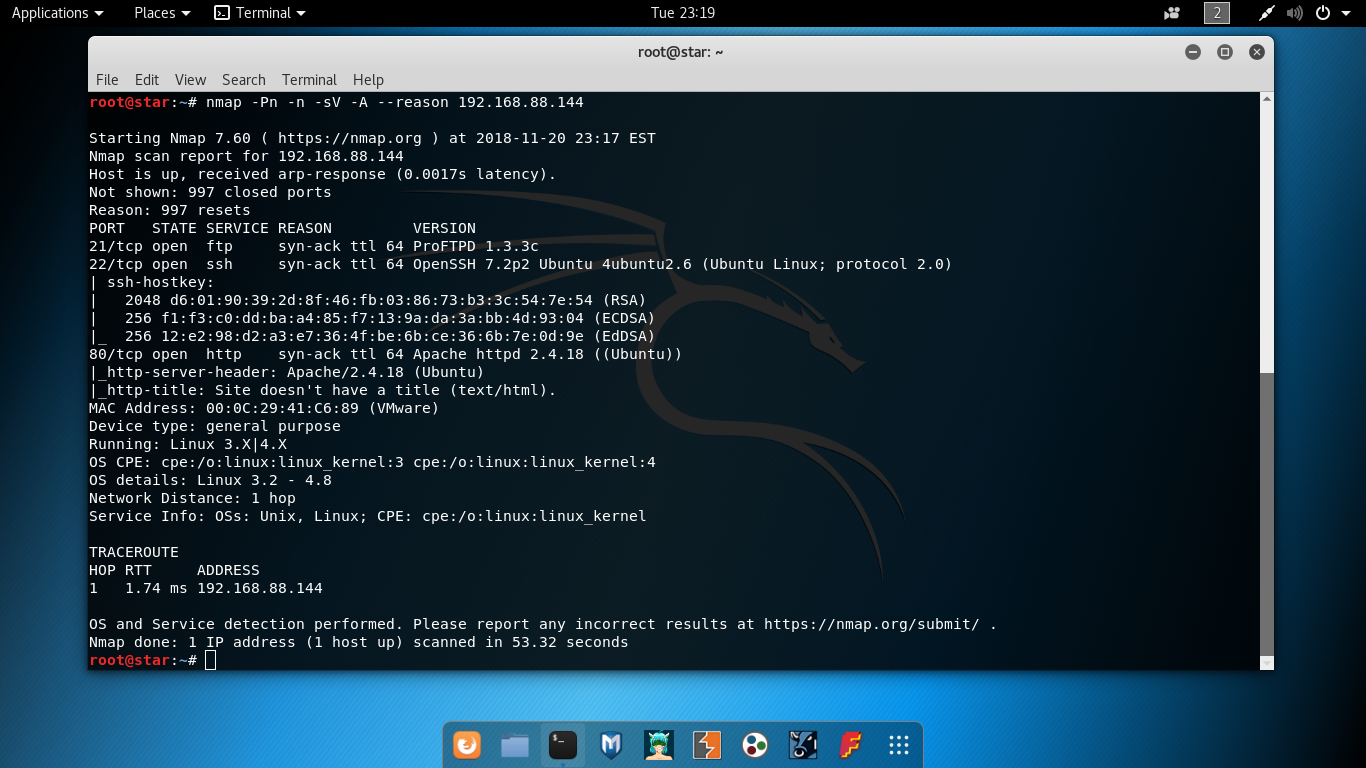 Applications Places Terminal Tue 23:19 2
root@star: ~
File Edit View Search Terminal Help
root@star:~# nmap -Pn -n -sV -A --reason 192.168.88.144
Starting Nmap 7.60 ( https://nmap.org ) at 2018-11-20 23:17 EST
Nmap scan report for 192.168.88.144
Host is up, received arp-response (0.0017s latency).
Not shown: 997 closed ports
Reason: 997 resets
PORT   STATE SERVICE REASON         VERSION
21/tcp open  ftp     syn-ack ttl 64 ProFTPD 1.3.3c
22/tcp open  ssh     syn-ack ttl 64 OpenSSH 7.2p2 Ubuntu 4ubuntu2.6 (Ubuntu Linux; protocol 2.0)
| ssh-hostkey:
|   2048 d6:01:90:39:2d:8f:46:fb:03:86:73:b3:3c:54:7e:54 (RSA)
|   256 f1:f3:c0:dd:ba:a4:85:f7:13:9a:da:3a:bb:4d:93:04 (ECDSA)
|_  256 12:e2:98:d2:a3:e7:36:4f:be:6b:ce:36:6b:7e:0d:9e (EdDSA)
80/tcp open  http    syn-ack ttl 64 Apache httpd 2.4.18 ((Ubuntu))
|_http-server-header: Apache/2.4.18 (Ubuntu)
|_http-title: Site doesn't have a title (text/html).
MAC Address: 00:0C:29:41:C6:89 (VMware)
Device type: general purpose
Running: Linux 3.X|4.X
OS CPE: cpe:/o:linux:linux_kernel:3 cpe:/o:linux:linux_kernel:4
OS details: Linux 3.2 - 4.8
Network Distance: 1 hop
Service Info: OSs: Unix, Linux; CPE: cpe:/o:linux:linux_kernel
TRACEROUTE
HOP RTT     ADDRESS
1   1.74 ms 192.168.88.144
OS and Service detection performed. Please report any incorrect results at https://nmap.org/submit/ .
Nmap done: 1 IP address (1 host up) scanned in 53.32 seconds
root@star:~#